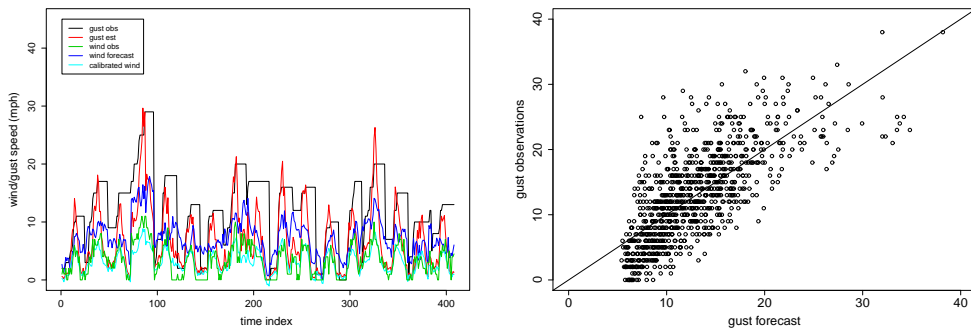 gust obs
gust est
wind obs
wind forecast
calibrated wind
wind/gust speed (mph)
0 10 20 30 40
0 100 200 300 400
time index
gust observations
0 10 20 30 40
0 10 20 30 40
gust forecast